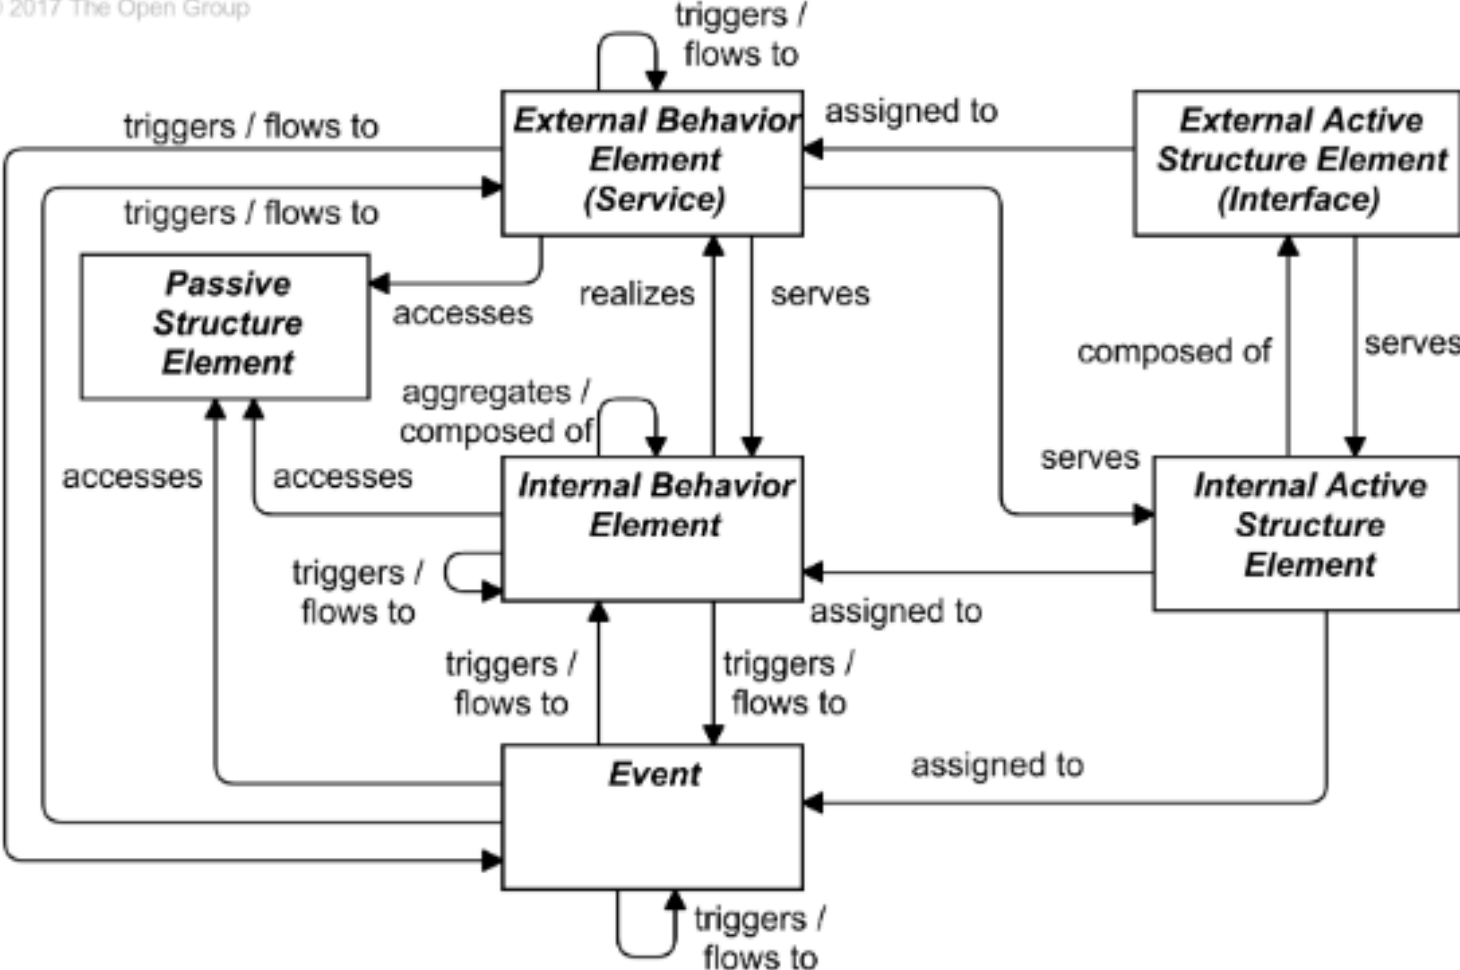 2017 The Open Group
triggers /
flows to
triggers / flows to
External Behavior
Element
(Service)
assigned to
External Active
Structure Element
(Interface)
triggers / flows to
Passive
Structure
Element
accesses
realizes
serves
composed of
serves
aggregates /
composed of
accesses
accesses
Internal Behavior
Element
serves
Internal Active
Structure
Element
triggers /
flows to
assigned to
triggers /
flows to
triggers /
flows to
Event
assigned to
triggers /
flows to